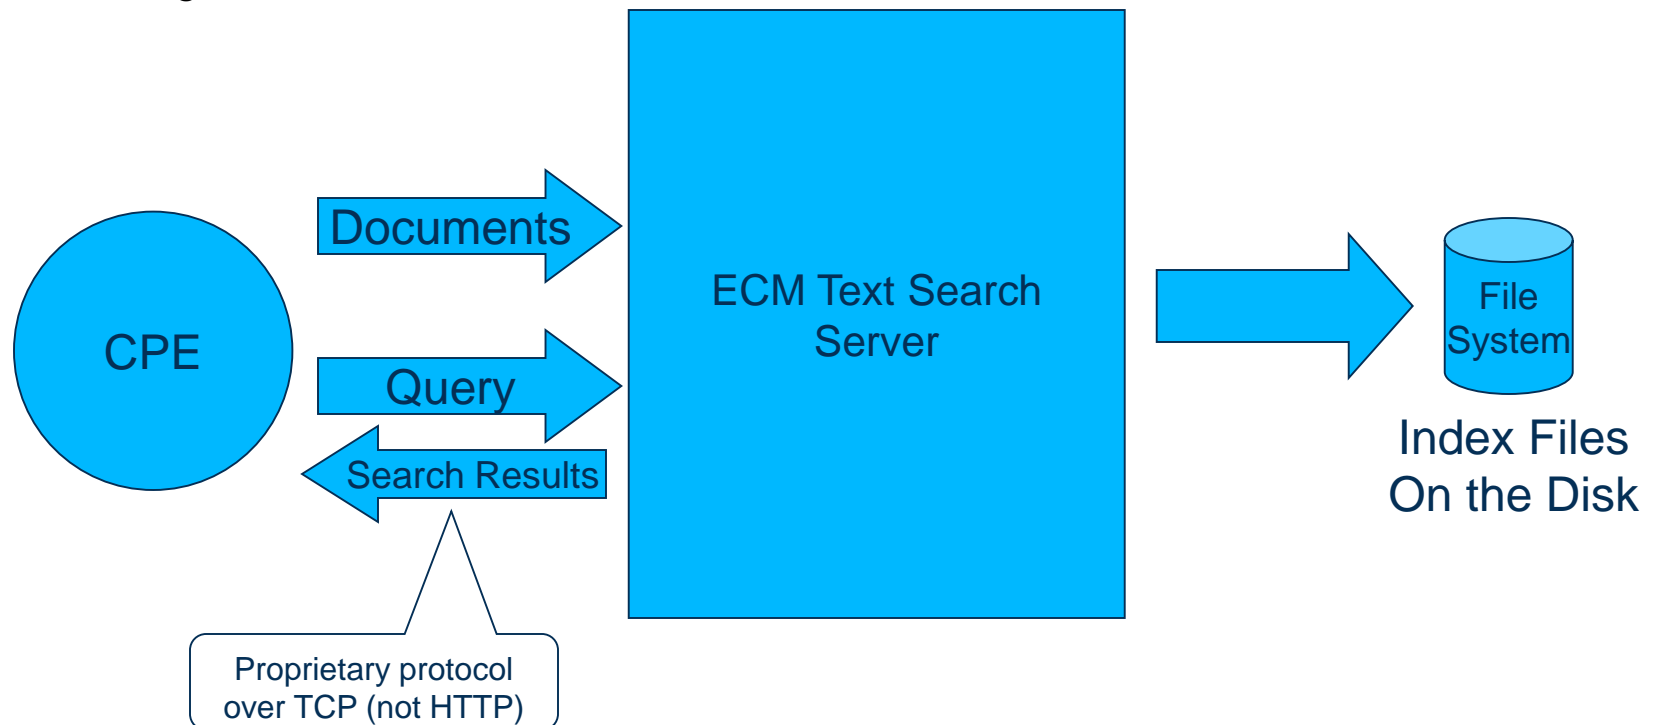 Documents
CPE
Query
Search Results
ECM Text Search
Server
File
System
Index Files
On the Disk
Proprietary protocol
over TCP (not HTTP)